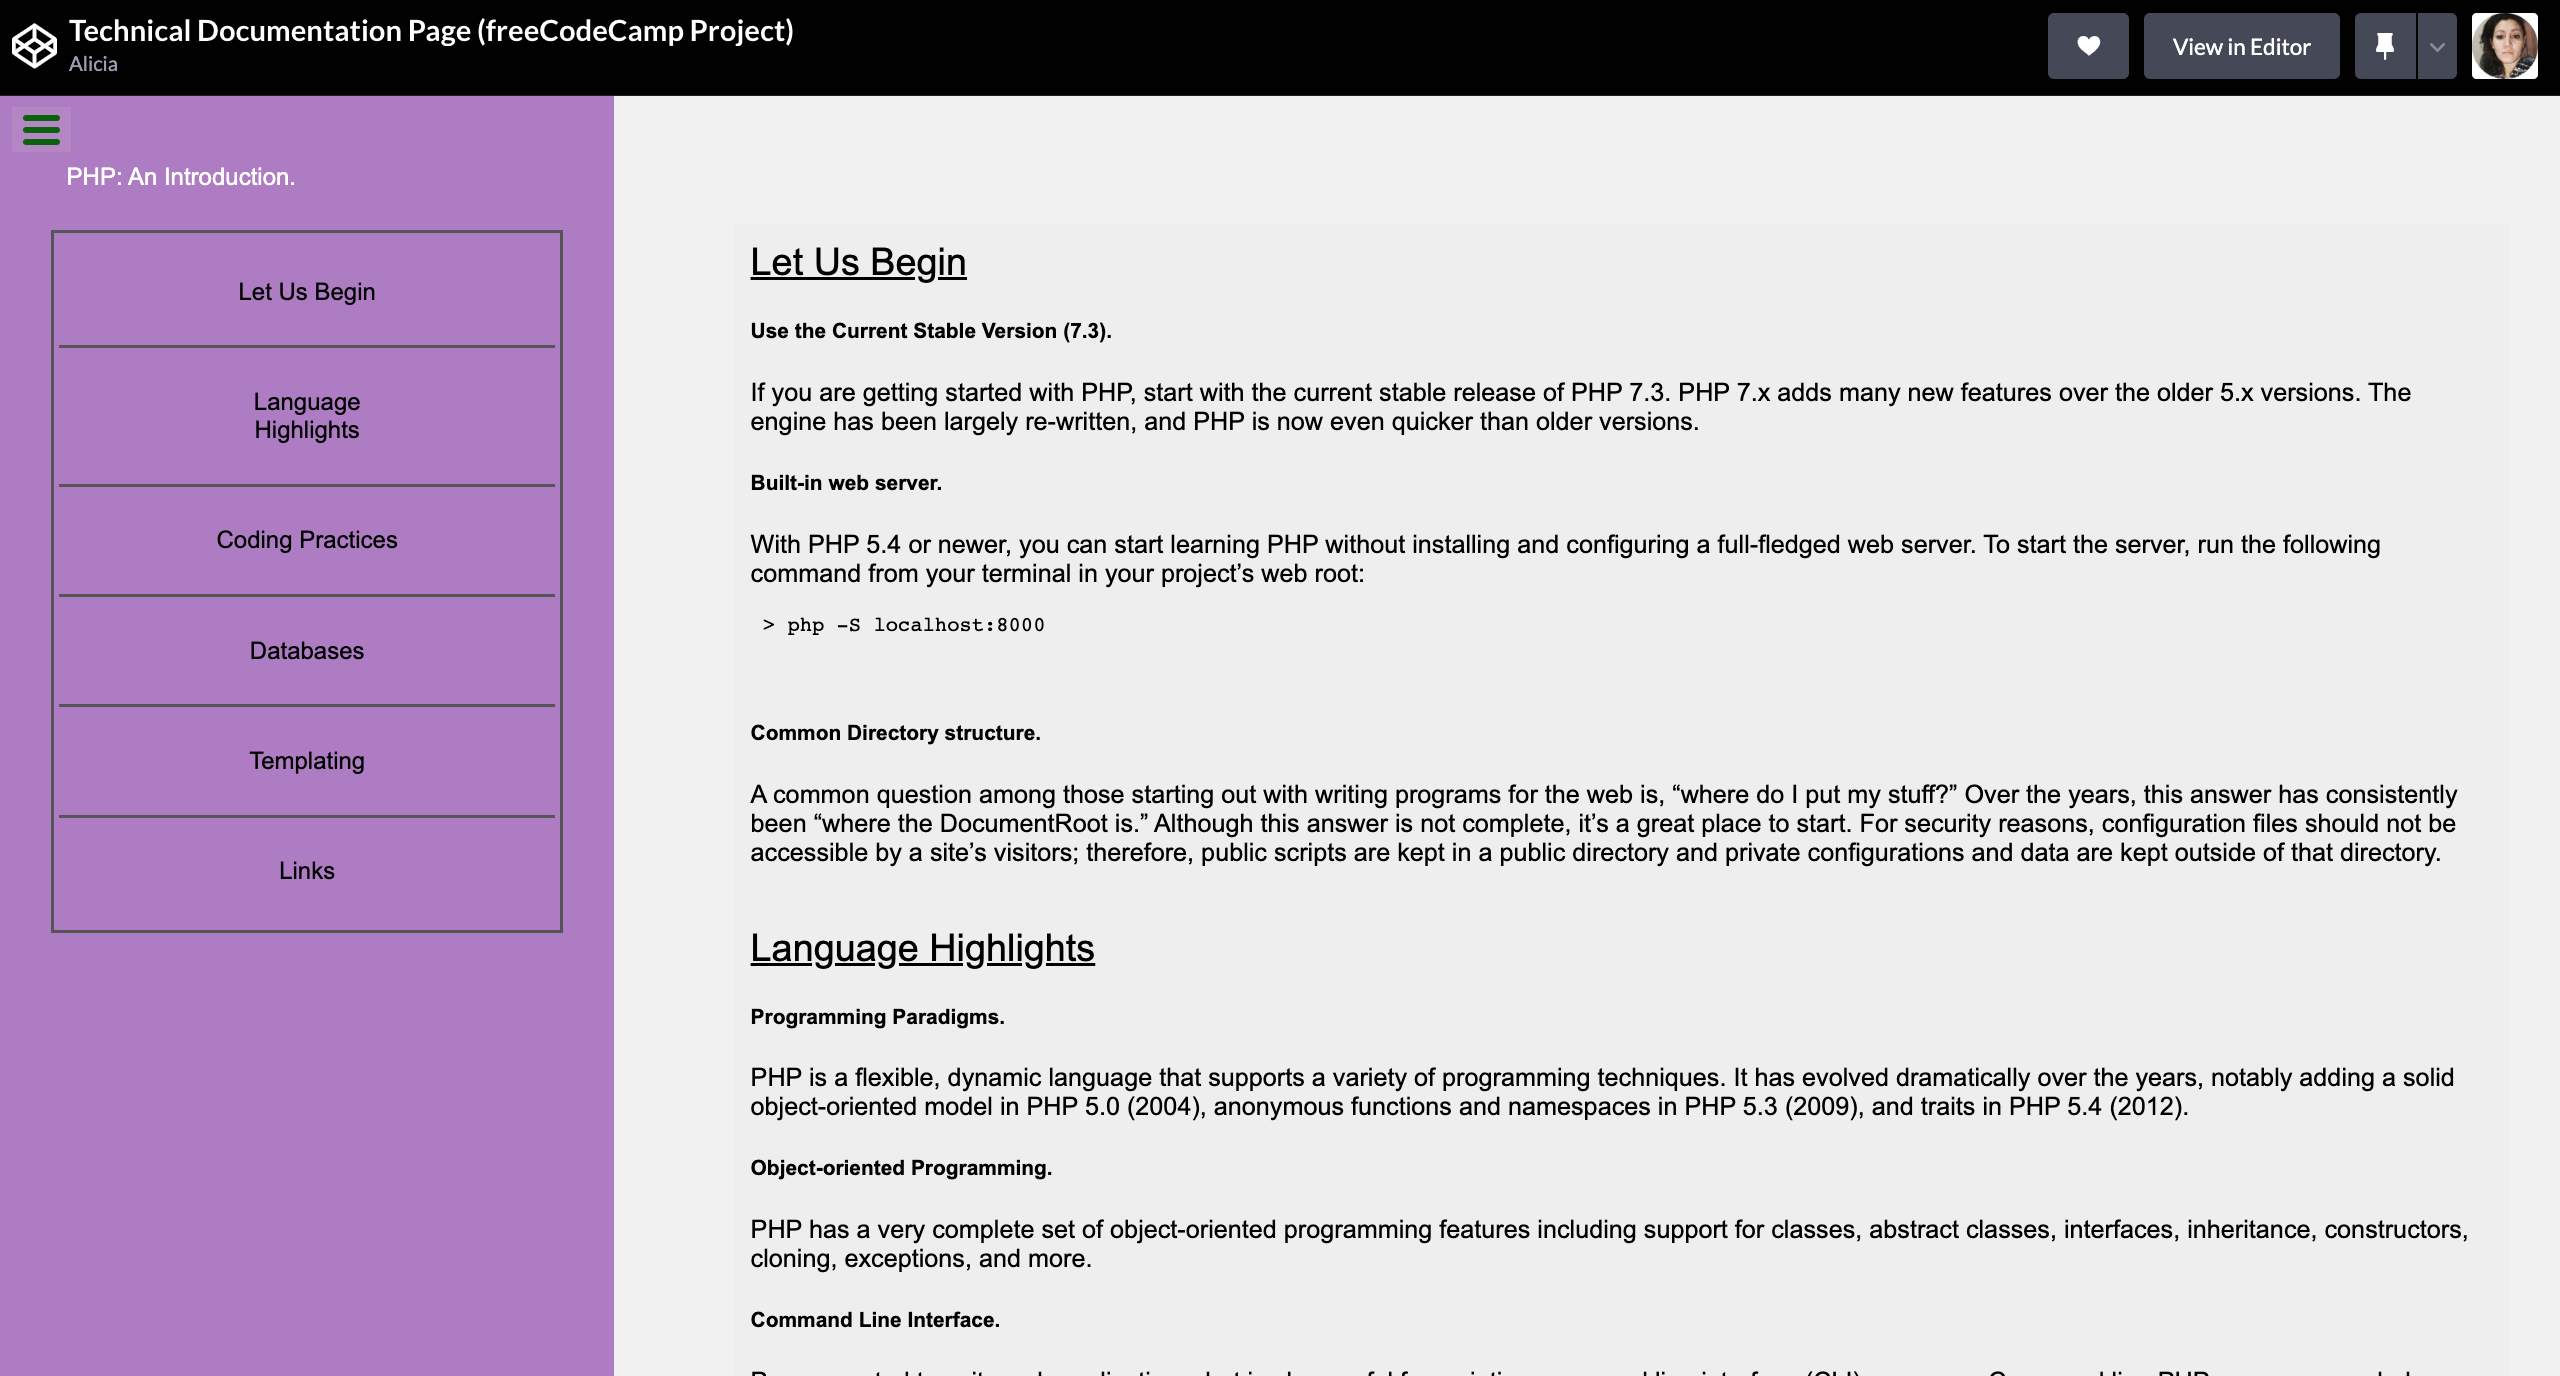 Technical Documentation Page (freeCodeCamp Project)
Alicia
View in Editor
PHP: An Introduction.
Let Us Begin
Language
Highlights
Coding Practices
Databases
Templating
Links
Let Us Begin
Use the Current Stable Version (7.3).
If you are getting started with PHP, start with the current stable release of PHP 7.3. PHP 7.x adds many new features over the older 5.x versions. The
engine has been largely re-written, and PHP is now even quicker than older versions.
Built-in web server.
With PHP 5.4 or newer, you can start learning PHP without installing and configuring a full-fledged web server. To start the server, run the following
command from your terminal in your project’s web root:
> php -S localhost:8000
Common Directory structure.
A common question among those starting out with writing programs for the web is, “where do I put my stuff?” Over the years, this answer has consistently
been “where the DocumentRoot is.” Although this answer is not complete, it’s a great place to start. For security reasons, configuration files should not be
accessible by a site’s visitors; therefore, public scripts are kept in a public directory and private configurations and data are kept outside of that directory.
Language Highlights
Programming Paradigms.
PHP is a flexible, dynamic language that supports a variety of programming techniques. It has evolved dramatically over the years, notably adding a solid
object-oriented model in PHP 5.0 (2004), anonymous functions and namespaces in PHP 5.3 (2009), and traits in PHP 5.4 (2012).
Object-oriented Programming.
PHP has a very complete set of object-oriented programming features including support for classes, abstract classes, interfaces, inheritance, constructors,
cloning, exceptions, and more.
Command Line Interface.